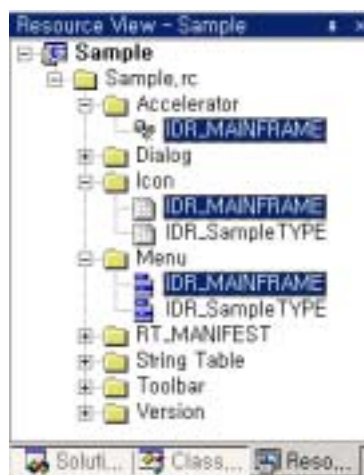 Resource View - Sample
Sample
Sample.rc
Accelerator
IDR_MAINFRAME
Dialog
Icon
IDR_MAINFRAME
IDR_SampleTYPE
Menu
IDR_MAINFRAME
IDR_SampleTYPE
RT_MANIFEST
String Table
Toolbar
Version
Soluti... Class... Reso...